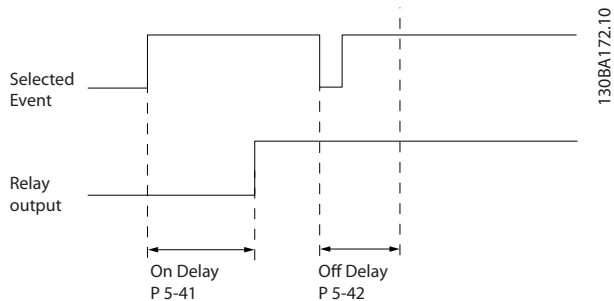 130BA172.10
Selected
Event
Relay
output
On Delay
P 5-41
Off Delay
P 5-42